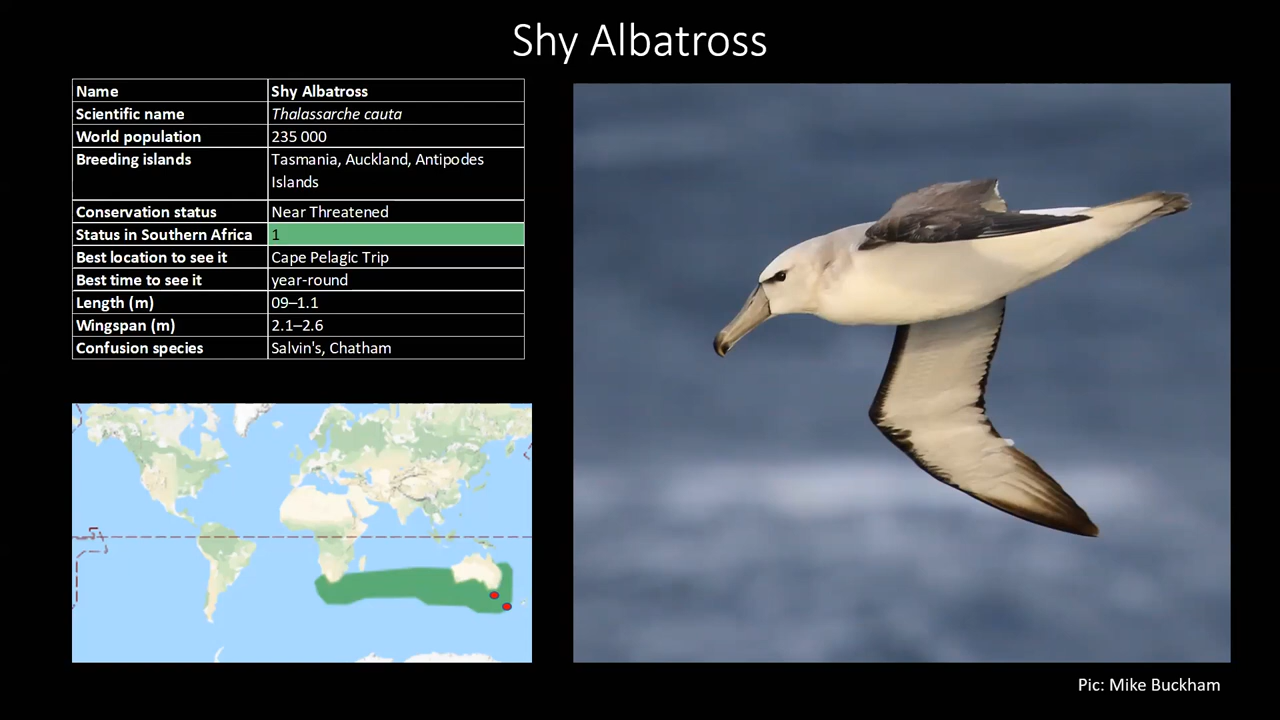 Shy Albatross
Name Shy Albatross
Scientific name Thalassarche cauta
World population 235 000
Breeding islands Tasmania, Auckland, Antipodes
Islands
Conservation status Near Threatened
Status in Southern Africa 1
Best location to see it Cape Pelagic Trip
Best time to see it year-round
Length (m) 09–1.1
Wingspan (m) 2.1–2.6
Confusion species Salvin's, Chatham
Pic: Mike Buckham